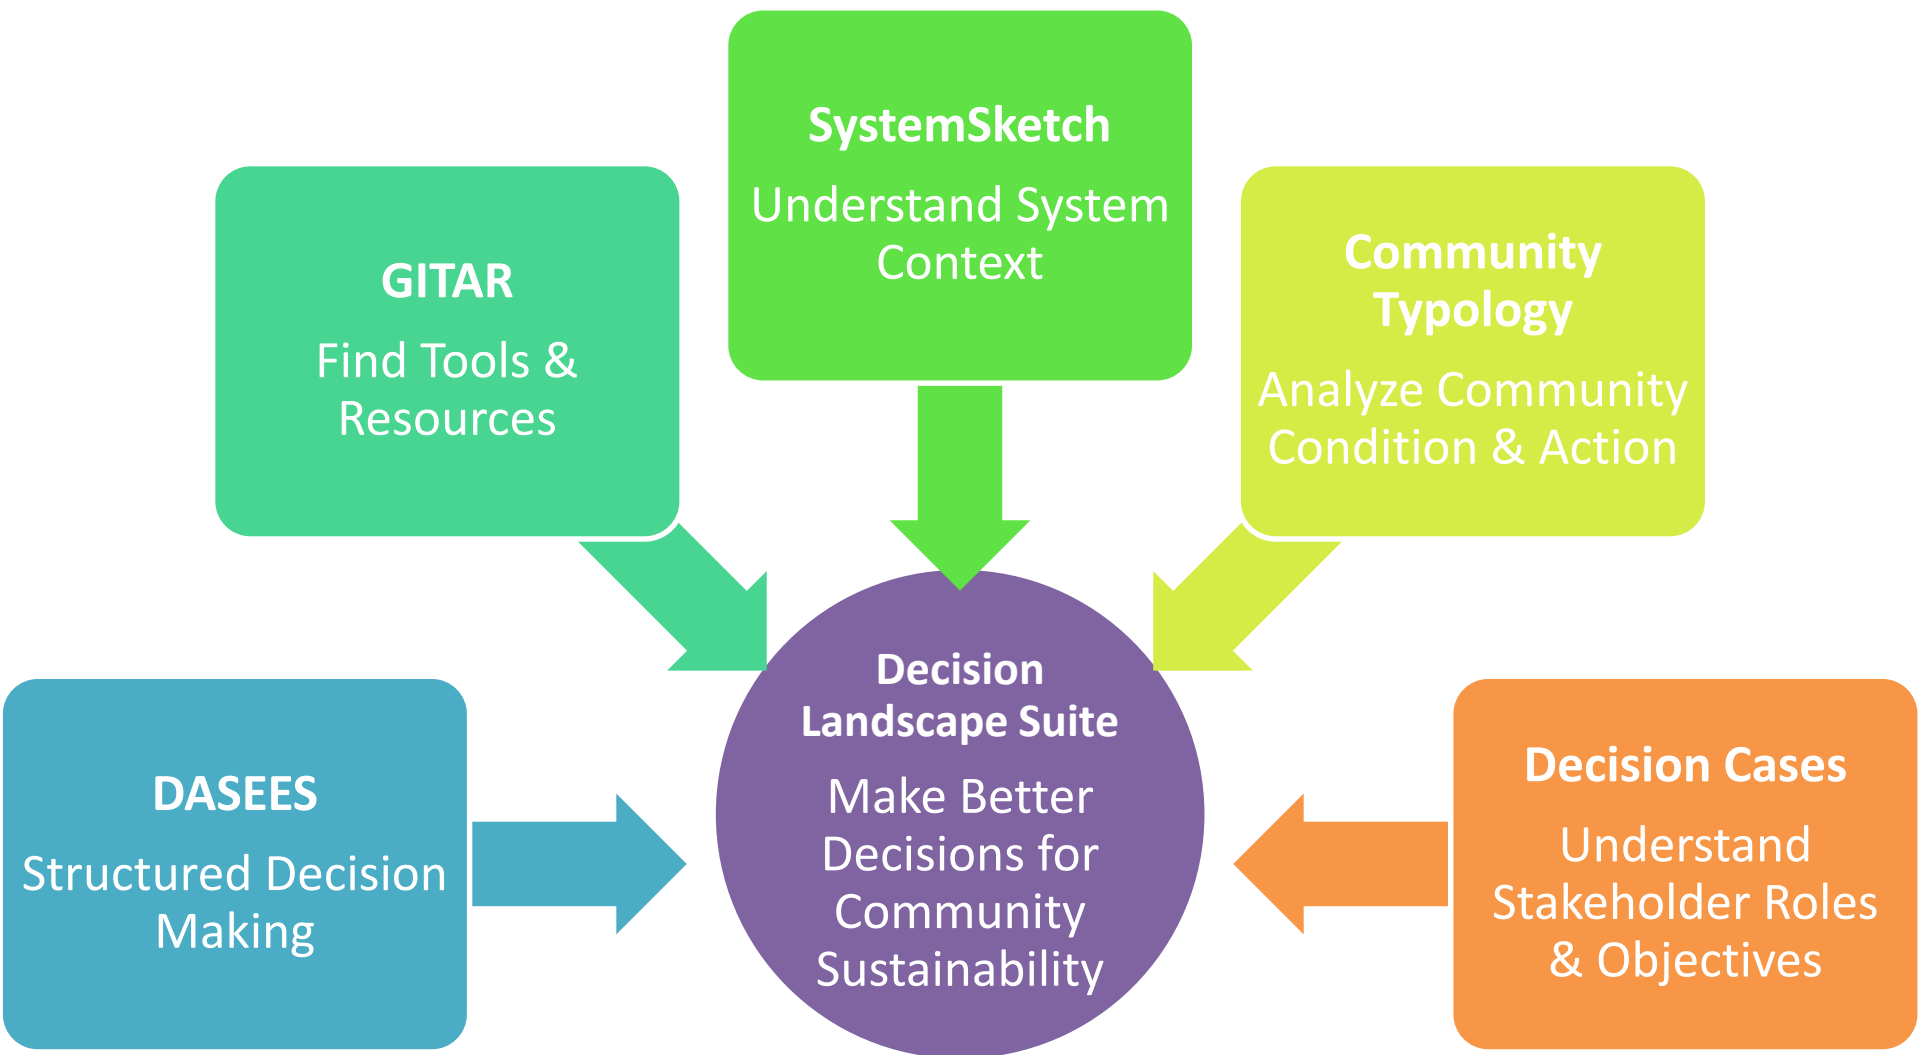 SystemSketch
Understand System
Context
GITAR
Find Tools &
Resources
Community
Typology
Analyze Community
Condition & Action
DASEES
Structured Decision
Making
Decision
Landscape Suite
Make Better
Decisions for
Community
Sustainability
Decision Cases
Understand
Stakeholder Roles
& Objectives